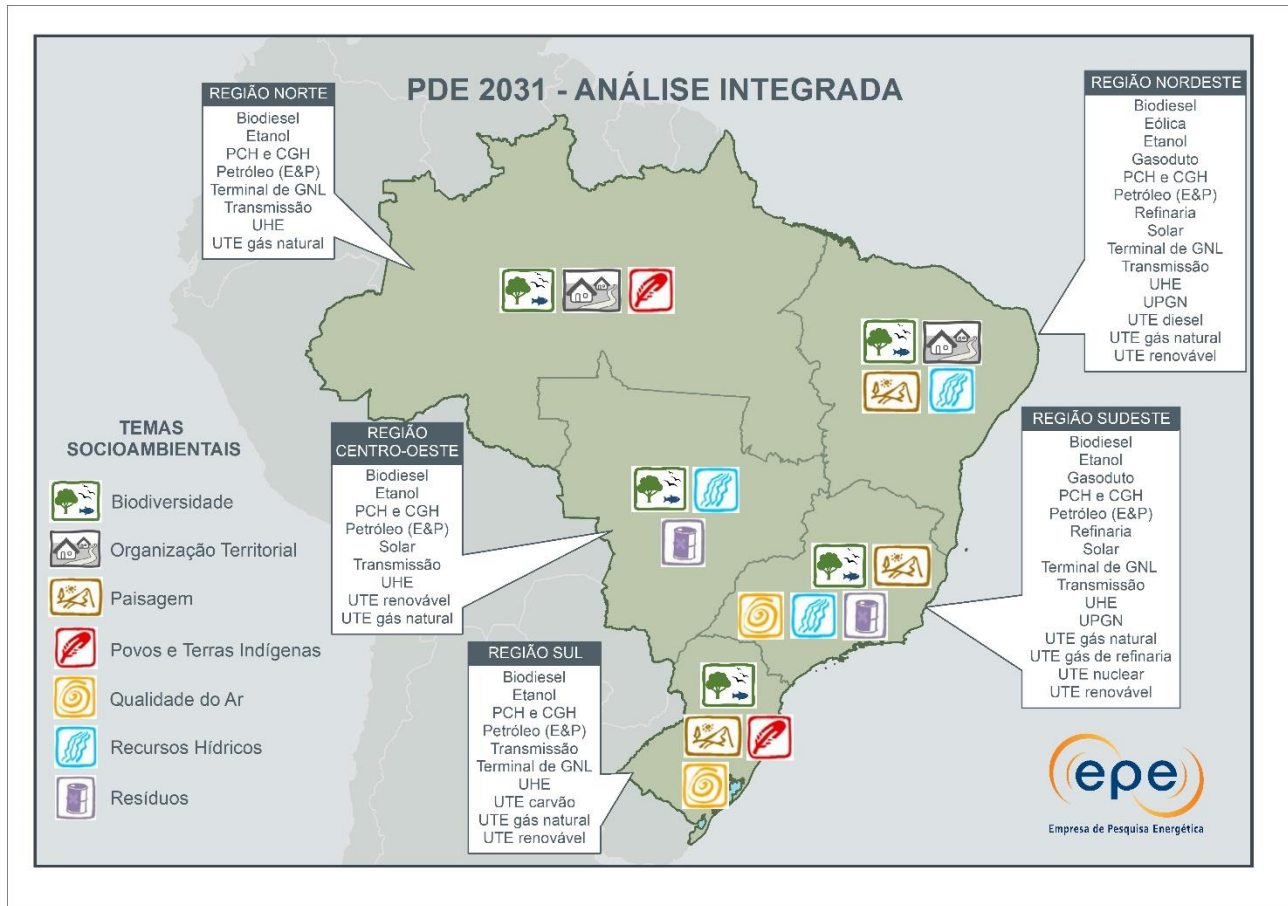 PDE 2031 - ANÁLISE INTEGRADA
REGIÃO NORTE
Biodiesel
Etanol
PCH e CGH
Petróleo (E&P)
Terminal de GNL
Transmissão
UHE
UTE gás natural
REGIÃO NORDESTE
Biodiesel
Eólica
Etanol
Gasoduto
PCH e CGH
Petróleo (E&P)
Refinaria
Solar
Terminal de GNL
Transmissão
UHE
UPGN
UTE diesel
UTE gás natural
UTE renovável
TEMAS
SOCIOAMBIENTAIS
Biodiversidade
Organização Territorial
Paisagem
Povos e Terras Indígenas
Qualidade do Ar
Recursos Hídricos
Resíduos
REGIÃO
CENTRO-OESTE
Biodiesel
Etanol
PCH e CGH
Petróleo (E&P)
Solar
Transmissão
UHE
UTE renovável
UTE gás natural
REGIÃO SUDESTE
Biodiesel
Etanol
Gasoduto
PCH e CGH
Petróleo (E&P)
Refinaria
Solar
Terminal de GNL
Transmissão
UHE
UPGN
UTE gás natural
UTE gás de refinaria
UTE nuclear
UTE renovável
REGIÃO SUL
Biodiesel
Etanol
PCH e CGH
Petróleo (E&P)
Transmissão
Terminal de GNL
UHE
UTE carvão
UTE gás natural
UTE renovável
epe
Empresa de Pesquisa Energética